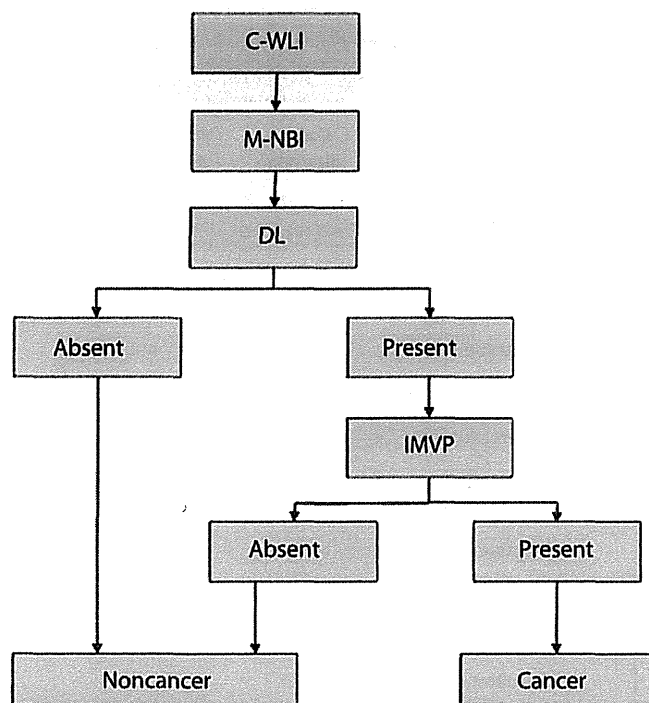 C-WLI
M-NBI
DL
Absent
Present
IMVP
Absent
Present
Noncancer
Cancer